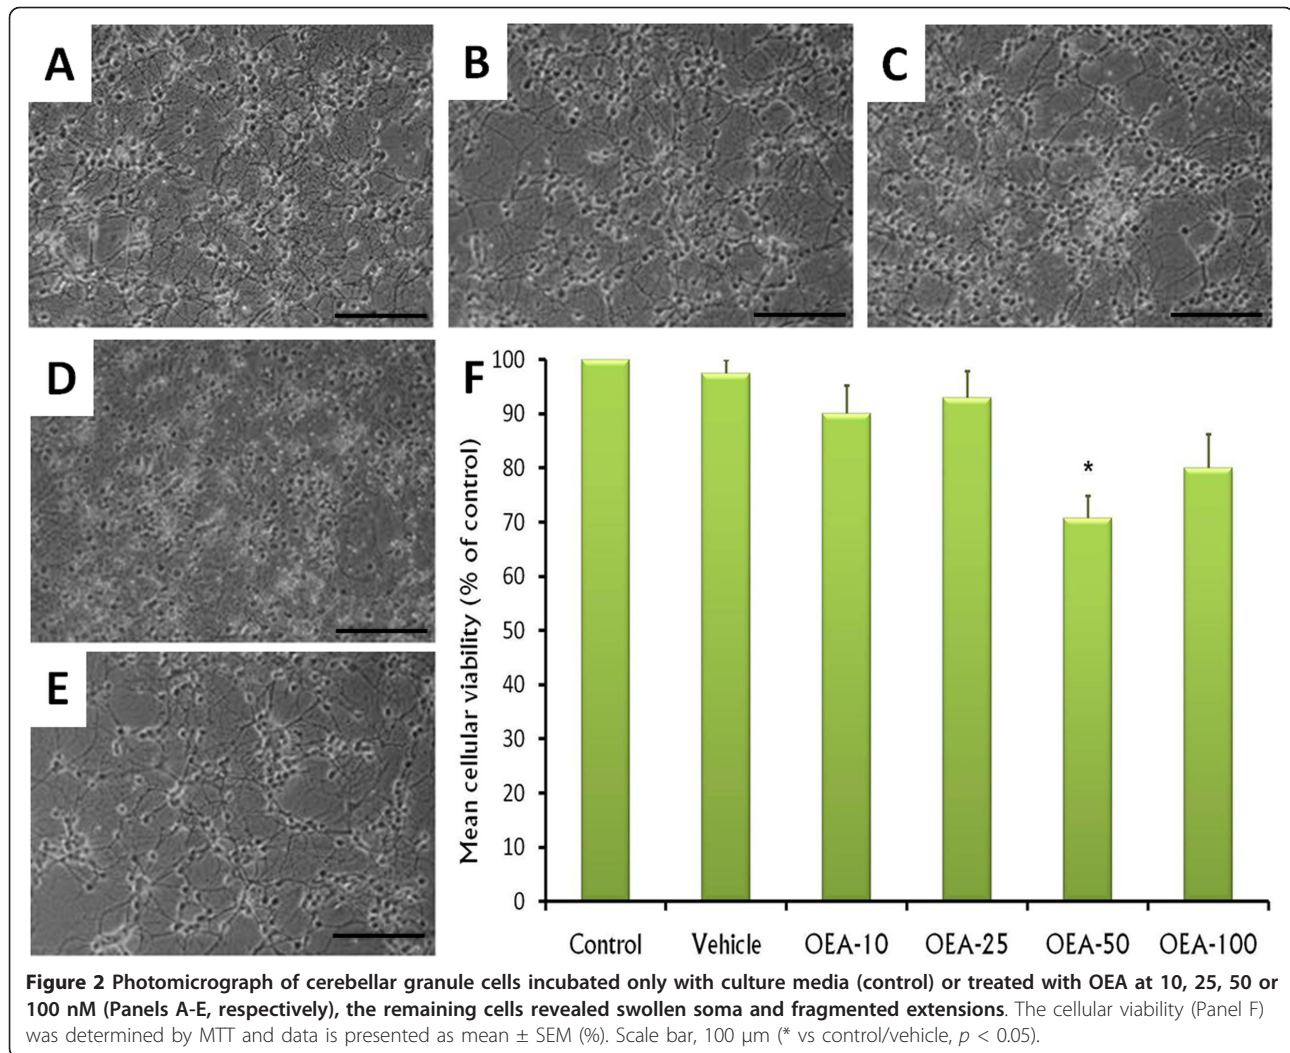 A
B
C
D
E
F
Mean cellular viability (% of control)
100
90
80
70
60
50
40
30
20
10
0
*
Control Vehicle OEA-10 OEA-25 OEA-50 OEA-100
Figure 2 Photomicrograph of cerebellar granule cells incubated only with culture media (control) or treated with OEA at 10, 25, 50 or
100 nM (Panels A-E, respectively), the remaining cells revealed swollen soma and fragmented extensions. The cellular viability (Panel F)
was determined by MTT and data is presented as mean ± SEM (%). Scale bar, 100 μm (* vs control/vehicle, p < 0.05).